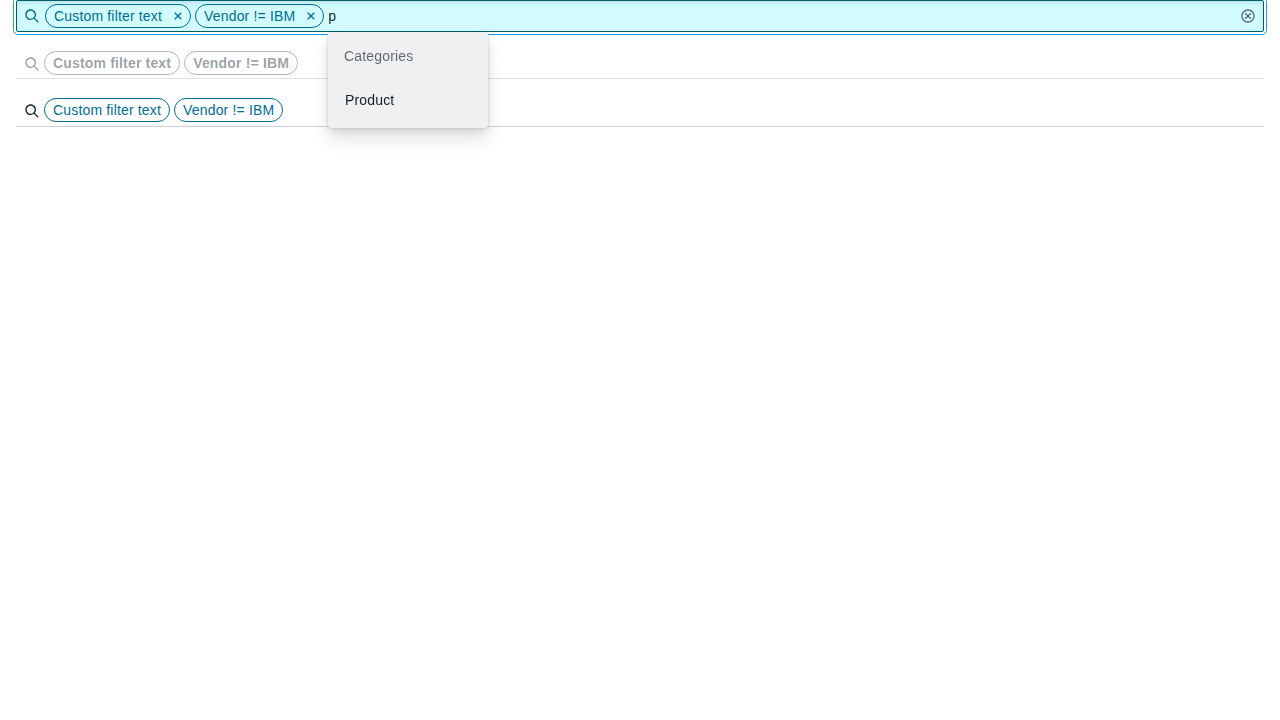 Custom filter text Vendor != IBM p
Categories
Custom filter text Vendor != IBM
Product
Custom filter text Vendor != IBM